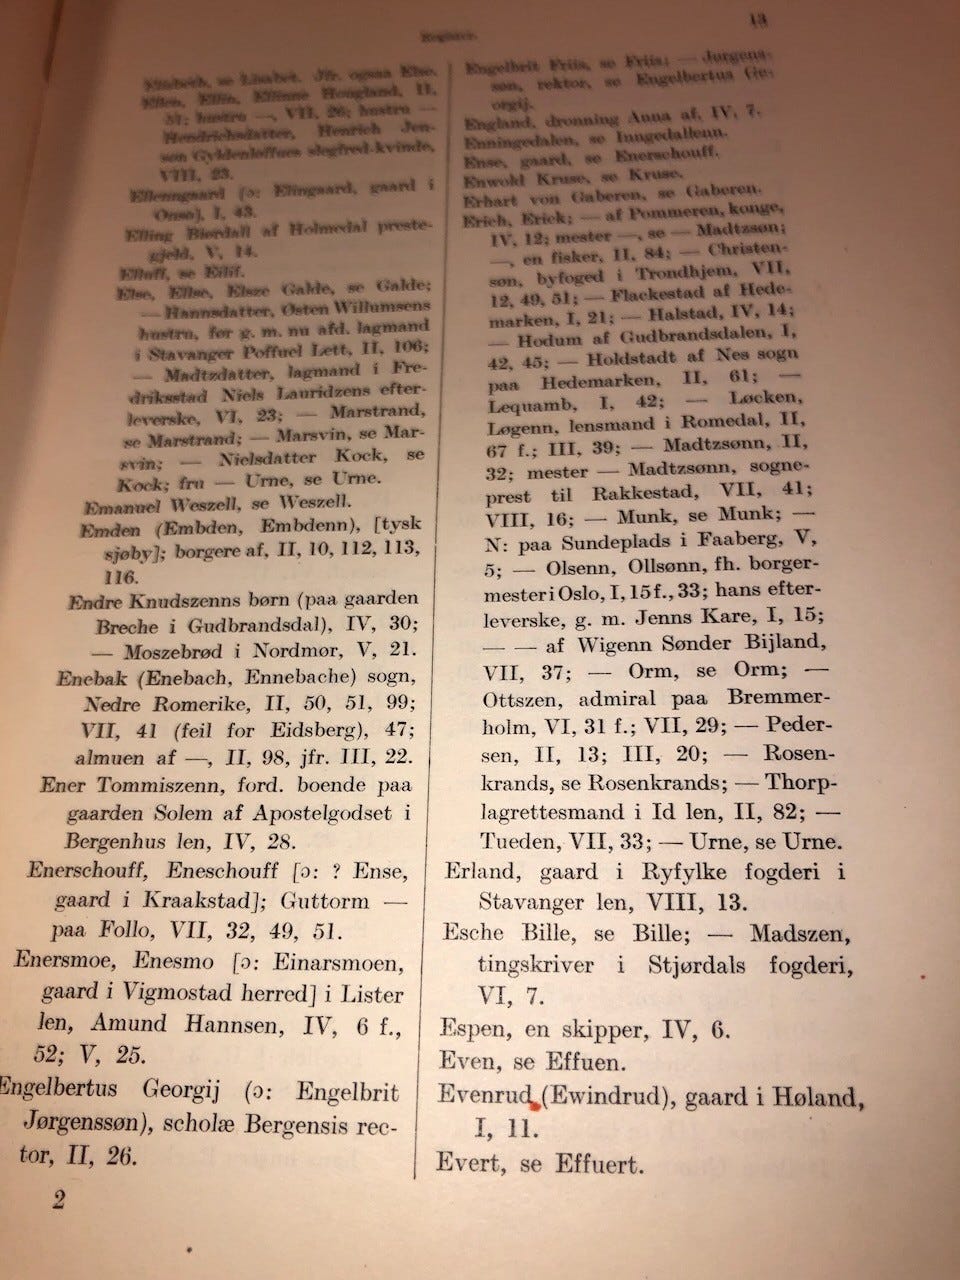 Register.
13
Elisabeth, se Lisabet. Jfr. ogsaa Else.
Ellen, Ellin, Ellinne Hougland, II,
51; hustru —, VII, 26; hustru —
Hendrichsdatter, Henrich Jen-
søn Gyldenløffues slegfred-kvinde,
VIII, 23.
Ellenngaard [ɔ: Elingaard, gaard i
Onsø], I, 43.
Elling Biørdall af Holmedal preste-
gjeld, V, 14.
Elluff, se Eilif.
Else, Ellse, Elsze Galde, se Galde;
— Hannsdatter, Østen Willumsens
hustru, før g. m. nu afd. lagmand
i Stavanger Poffuel Lett, II, 106;
— Madtzdatter, lagmand i Fre-
driksstad Niels Lauridzens efter-
leverske, VI, 23; — Marstrand,
se Marstrand; — Marsvin, se Mar-
svin; — Nielsdatter Kock, se
Kock; fru — Urne, se Urne.
Emanuel Weszell, se Weszell.
Emden (Embden, Embdenn), [tysk
sjøby]; borgere af, II, 10, 112, 113,
116.
Endre Knudszenns børn (paa gaarden
Breche i Gudbrandsdal), IV, 30;
— Moszebrød i Nordmør, V, 21.
Enebak (Enebach, Ennebache) sogn,
Nedre Romerike, II, 50, 51, 99;
VII, 41 (feil for Eidsberg), 47;
almuen af —, II, 98, jfr. III, 22.
Ener Tommiszenn, ford. boende paa
gaarden Solem af Apostelgodset i
Bergenhus len, IV, 28.
Enerschouff, Eneschouff [ɔ: ? Ense,
gaard i Kraakstad]; Guttorm —
paa Follo, VII, 32, 49, 51.
Enersmoe, Enesmo [ɔ: Einarsmoen,
gaard i Vigmostad herred] i Lister
len, Amund Hannsen, IV, 6 f.,
52; V, 25.
Engelbertus Georgij (ɔ: Engelbrit
Jørgenssøn), scholæ Bergensis rec-
tor, II, 26.
2
Engelbrit Friis, se Friis; — Jørgens-
søn, rektor, se Engelbertus Ge-
orgij.
England, dronning Anna af, IV, 7.
Enningedalen, se Inngedallenn.
Ense, gaard, se Enerschouff.
Enwold Kruse, se Kruse.
Erhart von Gaberen, se Gaberen.
Erich, Erick; — af Pommeren, konge,
IV, 12; mester —, se — Madtzsøn;
—, en fisker, II, 84; — Christen-
søn, byfoged i Trondhjem, VII,
12, 49, 51; — Flackestad af Hede-
marken, I, 21; — Halstad, IV, 14;
— Hodum af Gudbrandsdalen, I,
42, 45; — Holdstadt af Nes sogn
paa Hedemarken, II, 61; —
Lequamb, I, 42; — Løcken,
Løgenn, lensmand i Romedal, II,
67 f.; III, 39; — Madtzsønn, II,
32; mester — Madtzsønn, sogne-
prest til Rakkestad, VII, 41;
VIII, 16; — Munk, se Munk; —
N: paa Sundeplads i Faaberg, V,
5; — Olsenn, Ollsønn, fh. borger-
mester i Oslo, I, 15 f., 33; hans efter-
leverske, g. m. Jenns Kare, I, 15;
— — af Wigenn Sønder Bijland,
VII, 37; — Orm, se Orm; —
Ottszen, admiral paa Bremmer-
holm, VI, 31 f.; VII, 29; — Peder-
sen, II, 13; III, 20; — Rosen-
krands, se Rosenkrands; — Thorp-
lagrettesmand i Id len, II, 82; —
Tueden, VII, 33; — Urne, se Urne.
Erland, gaard i Ryfylke fogderi i
Stavanger len, VIII, 13.
Esche Bille, se Bille; — Madszen,
tingskriver i Stjørdals fogderi,
VI, 7.
Espen, en skipper, IV, 6.
Even, se Effuen.
Evenrud (Ewindrud), gaard i Høland,
I, 11.
Evert, se Effuert.